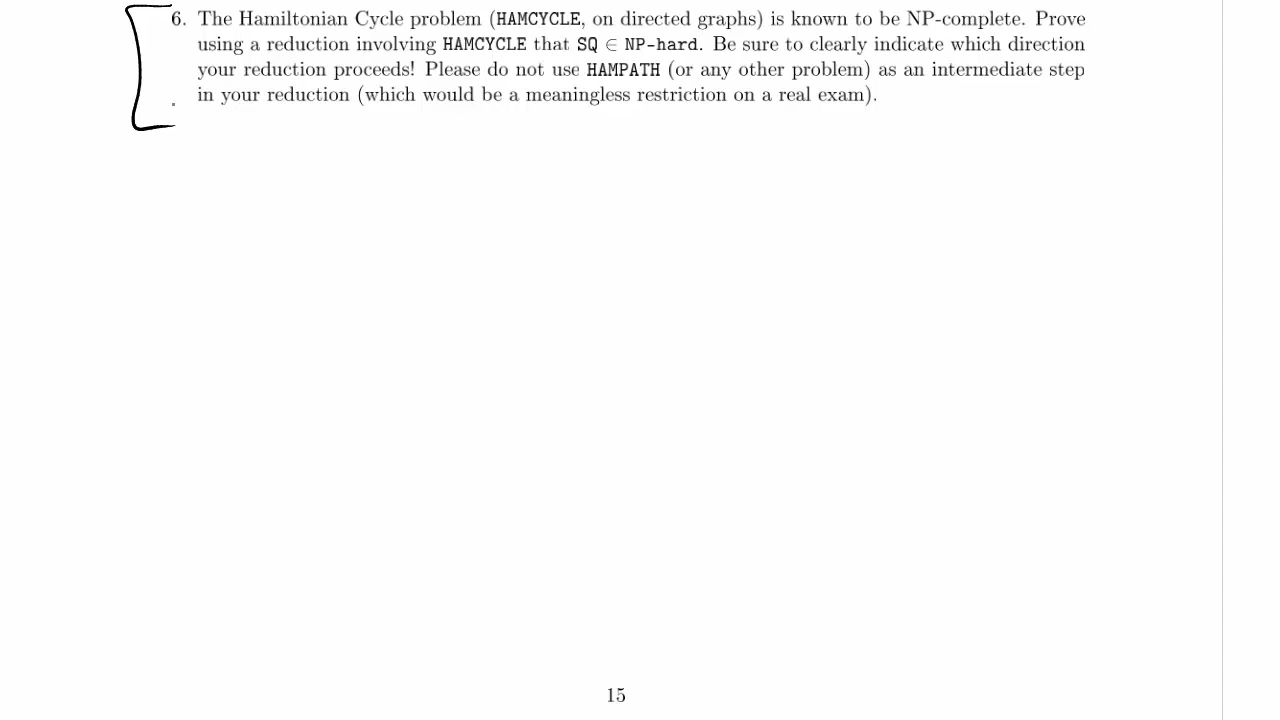 6. The Hamiltonian Cycle problem (HAMCYCLE, on directed graphs) is known to be NP-complete. Prove
using a reduction involving HAMCYCLE that SQ ∈ NP-hard. Be sure to clearly indicate which direction
your reduction proceeds! Please do not use HAMPATH (or any other problem) as an intermediate step
in your reduction (which would be a meaningless restriction on a real exam).
15